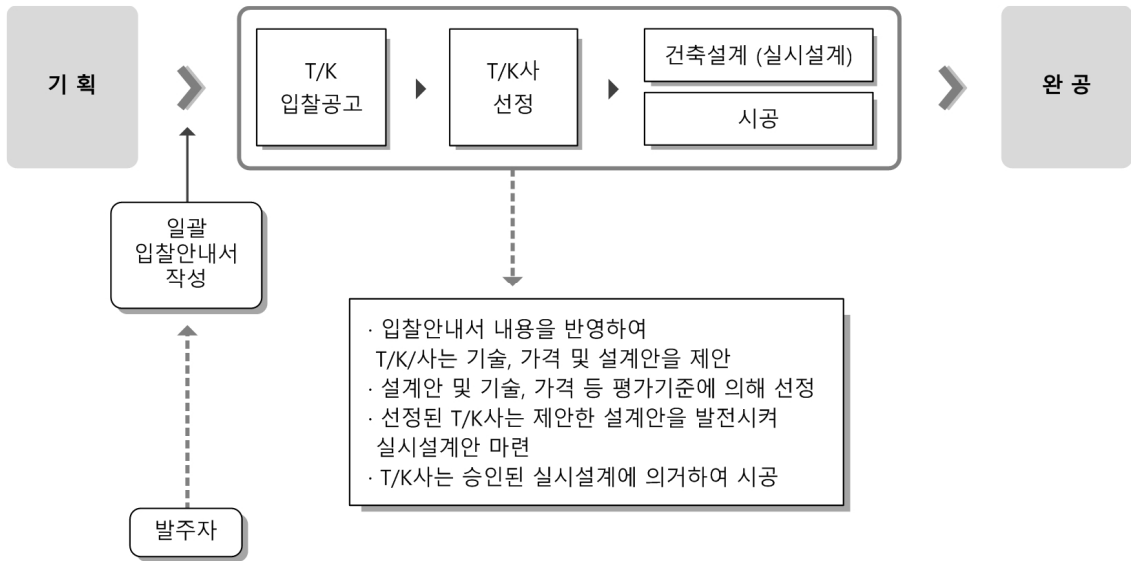 기 획
T/K
입찰공고
T/K사
선정
건축설계 (실시설계)
시공
완 공
일괄
입찰안내서
작성
· 입찰안내서 내용을 반영하여
T/K/사는 기술, 가격 및 설계안을 제안
· 설계안 및 기술, 가격 등 평가기준에 의해 선정
· 선정된 T/K사는 제안한 설계안을 발전시켜
실시설계안 마련
· T/K사는 승인된 실시설계에 의거하여 시공
발주자